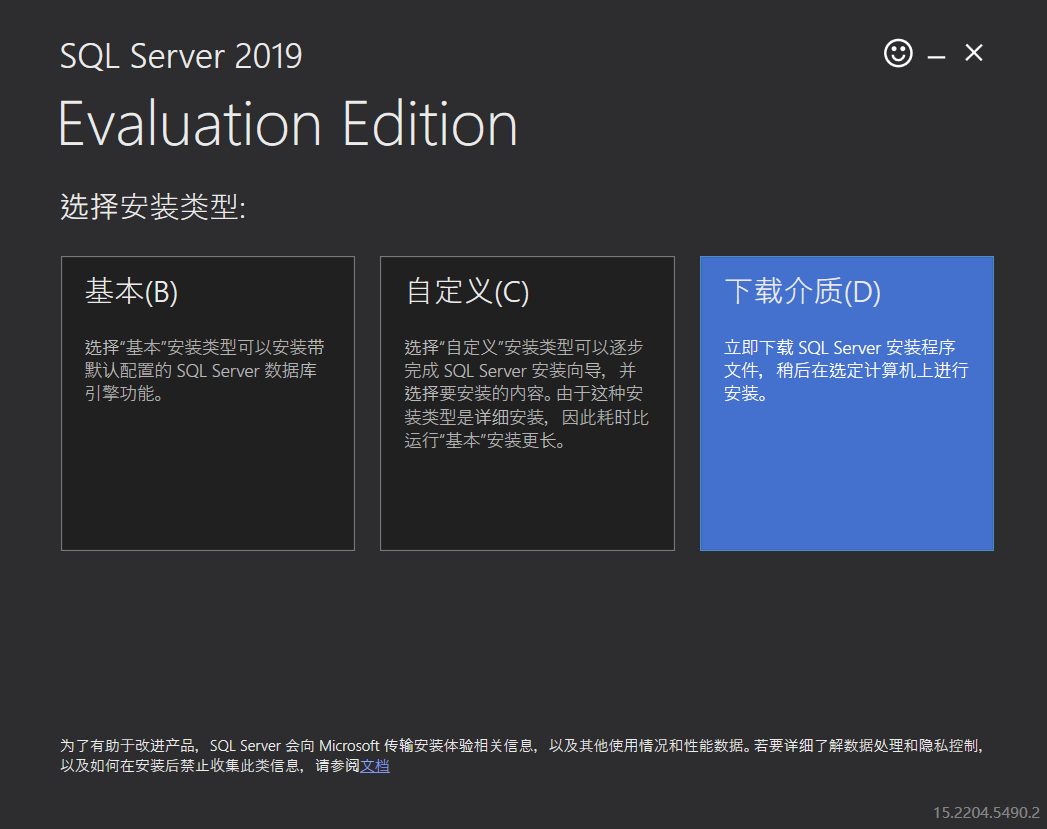 SQL Server 2019
Evaluation Edition
选择安装类型:
基本(B)
选择“基本”安装类型可以安装带
默认配置的 SQL Server 数据库
引擎功能。
自定义(C)
选择“自定义”安装类型可以逐步
完成 SQL Server 安装向导，并
选择要安装的内容。由于这种安
装类型是详细安装，因此耗时比
运行“基本”安装更长。
下载介质(D)
立即下载 SQL Server 安装程序
文件，稍后在选定计算机上进行
安装。
为了有助于改进产品，SQL Server 会向 Microsoft 传输安装体验相关信息，以及其他使用情况和性能数据。若要详细了解数据处理和隐私控制，
以及如何在安装后禁止收集此类信息，请参阅文档
15.2204.5490.2